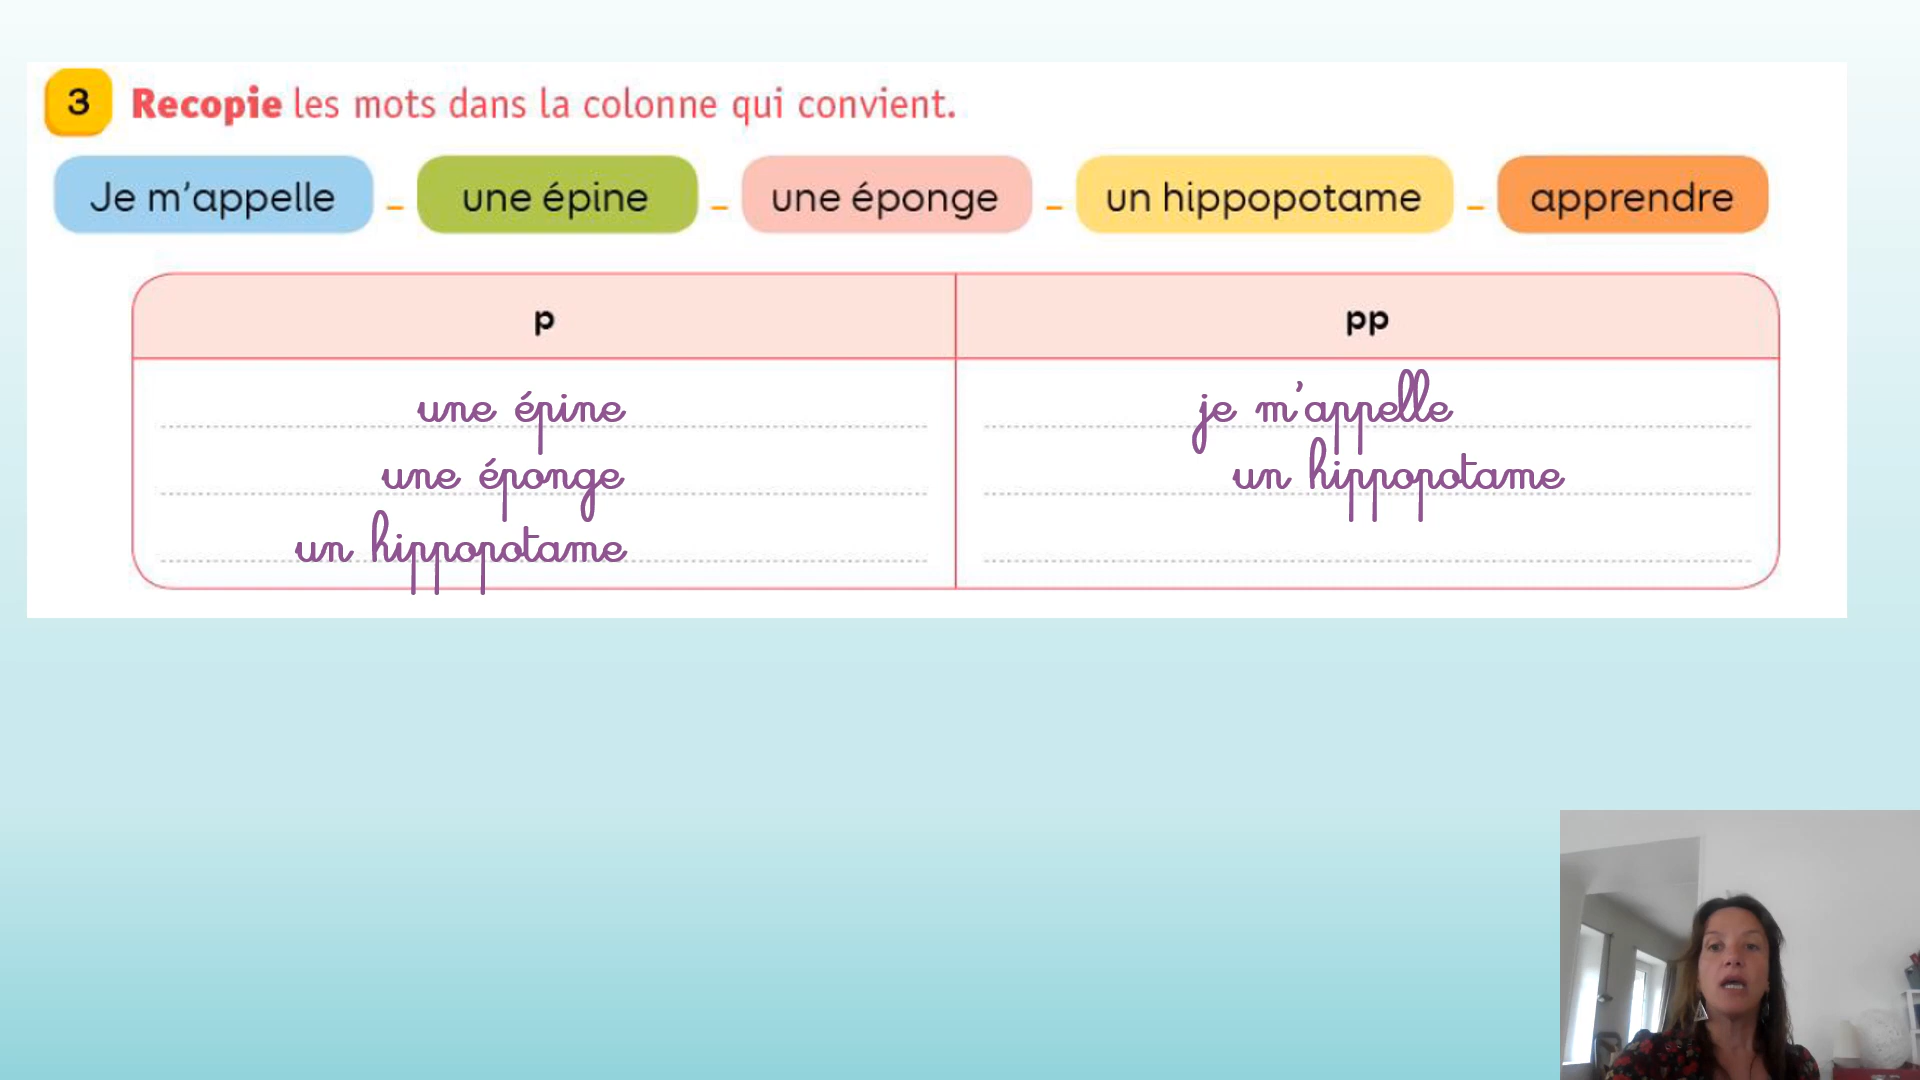 3 Recopie les mots dans la colonne qui convient.
Je m'appelle – une épine – une éponge – un hippopotame – apprendre
p pp
une épine je m'appelle
une éponge un hippopotame
un hippopotame